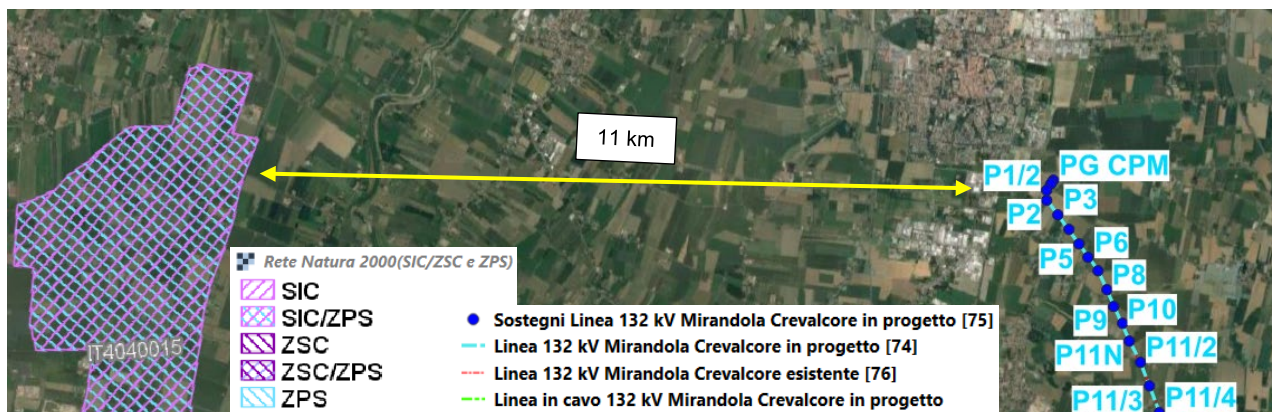 11 km
P1/2
PG CPM
P2
P3
P5
P6
P8
P9
P10
P11N
P11/2
P11/3
P11/4
IT4040015
Rete Natura 2000(SIC/ZSC e ZPS)
SIC
SIC/ZPS
ZSC
ZSC/ZPS
ZPS
Sostegni Linea 132 kV Mirandola Crevalcore in progetto [75]
Linea 132 kV Mirandola Crevalcore in progetto [74]
Linea 132 kV Mirandola Crevalcore esistente [76]
Linea in cavo 132 kV Mirandola Crevalcore in progetto